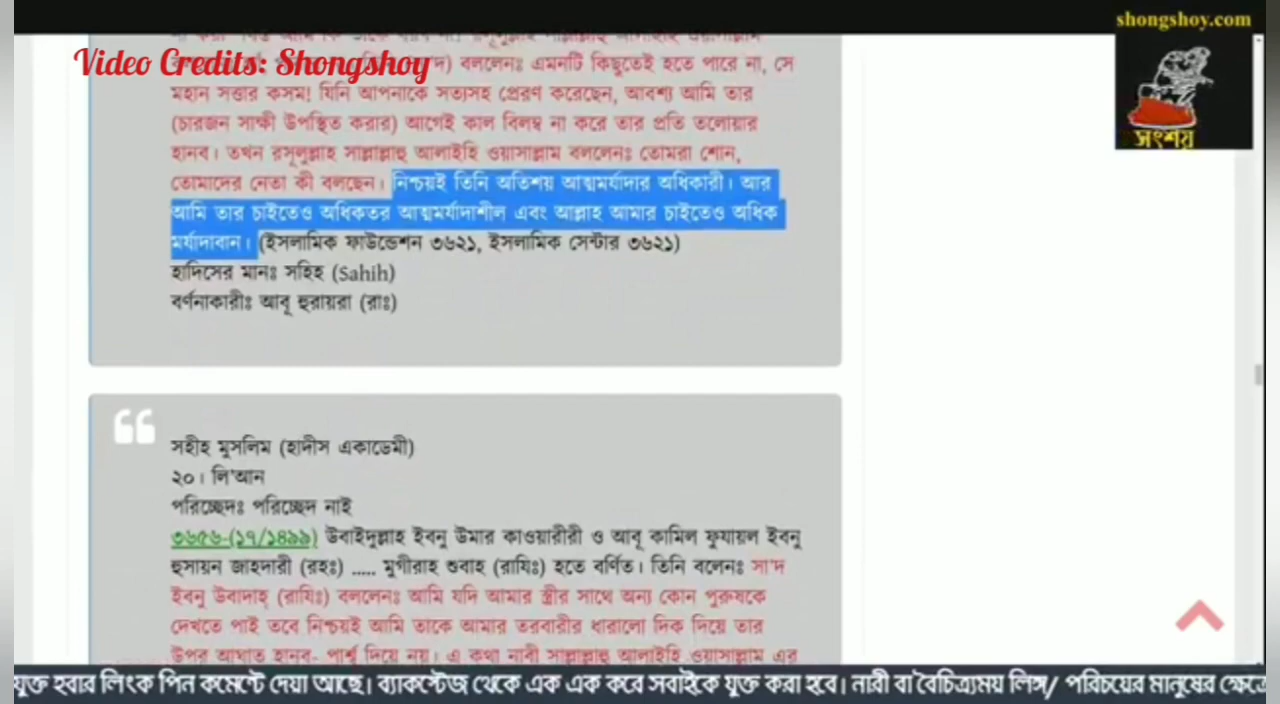 shongshoy.com
Video Credits: Shongshoy
সংশয়
বললেনঃ এমনটি কিছুতেই হতে পারে না, সে
মহান সত্তার কসম! যিনি আপনাকে সত্যসহ প্রেরণ করেছেন, আবশ্য আমি তার
(চারজন সাক্ষী উপস্থিত করার) আগেই কাল বিলম্ব না করে তার প্রতি তলোয়ার
হানব। তখন রসূলুল্লাহ সাল্লাল্লাহু আলাইহি ওয়াসাল্লাম বললেনঃ তোমরা শোন,
তোমাদের নেতা কী বলছেন। নিশ্চয়ই তিনি অতিশয় আত্মমর্যাদার অধিকারী। আর
আমি তার চাইতেও অধিকতর আত্মমর্যাদাশীল এবং আল্লাহ আমার চাইতেও অধিক
মর্যাদাবান। (ইসলামিক ফাউন্ডেশন ৩৬২১, ইসলামিক সেন্টার ৩৬২১)
হাদিসের মানঃ সহিহ (Sahih)
বর্ণনাকারীঃ আবূ হুরায়রা (রাঃ)
সহীহ মুসলিম (হাদীস একাডেমী)
২০। লি'আন
পরিচ্ছেদঃ পরিচ্ছেদ নাই
৩৬৫৬-(১৭/১৪৯৯) উবাইদুল্লাহ ইবনু উমার কাওয়ারীরী ও আবূ কামিল ফুযায়ল ইবনু
হুসায়ন জাহদারী (রহঃ) ..... মুগীরাহ শুবাহ (রাযিঃ) হতে বর্ণিত। তিনি বলেনঃ সা'দ
ইবনু উবাদাহ্ (রাযিঃ) বললেনঃ আমি যদি আমার স্ত্রীর সাথে অন্য কোন পুরুষকে
দেখতে পাই তবে নিশ্চয়ই আমি তাকে আমার তরবারীর ধারালো দিক দিয়ে তার
উপর আঘাত হানব- পার্শ্ব দিয়ে নয়। এ কথা নাবী সাল্লাল্লাহু আলাইহি ওয়াসাল্লাম এর
যুক্ত হবার লিংক পিন কমেন্টে দেয়া আছে। ব্যাকস্টেজ থেকে এক এক করে সবাইকে যুক্ত করা হবে। নারী বা বৈচিত্র্যময় লিঙ্গ/ পরিচয়ের মানুষের ক্ষেত্রে